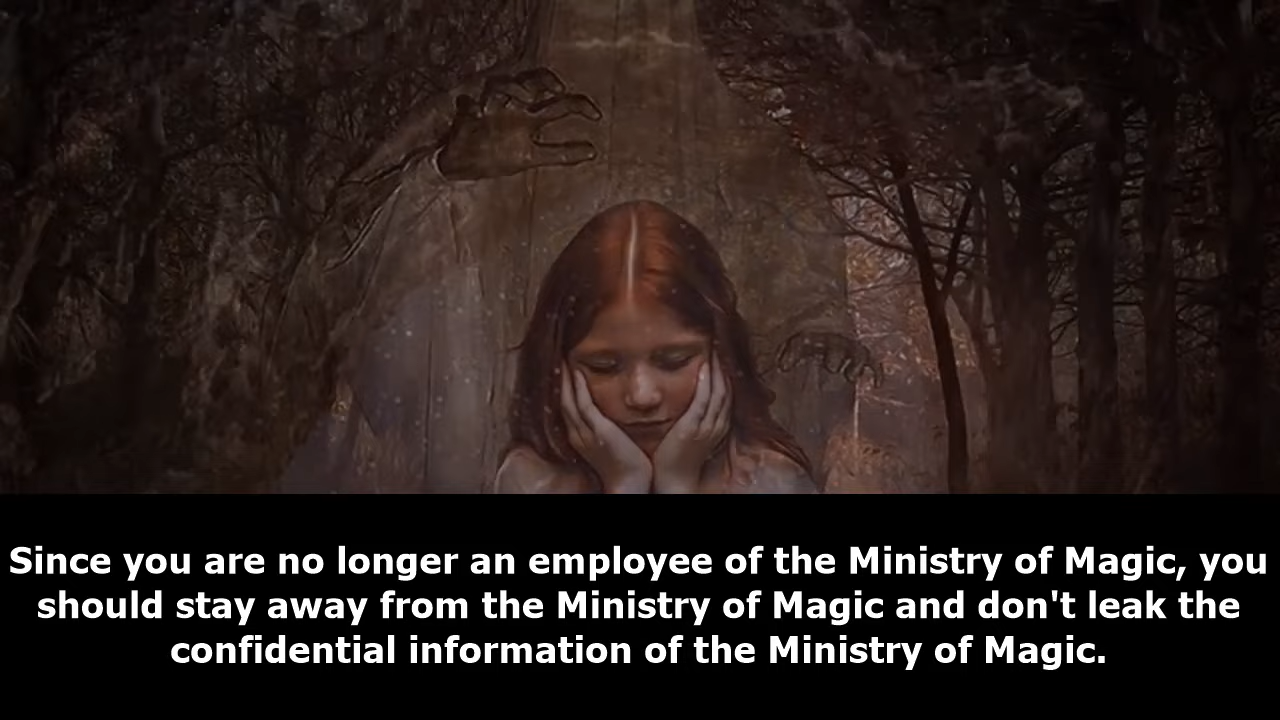 Since you are no longer an employee of the Ministry of Magic, you
should stay away from the Ministry of Magic and don't leak the
confidential information of the Ministry of Magic.